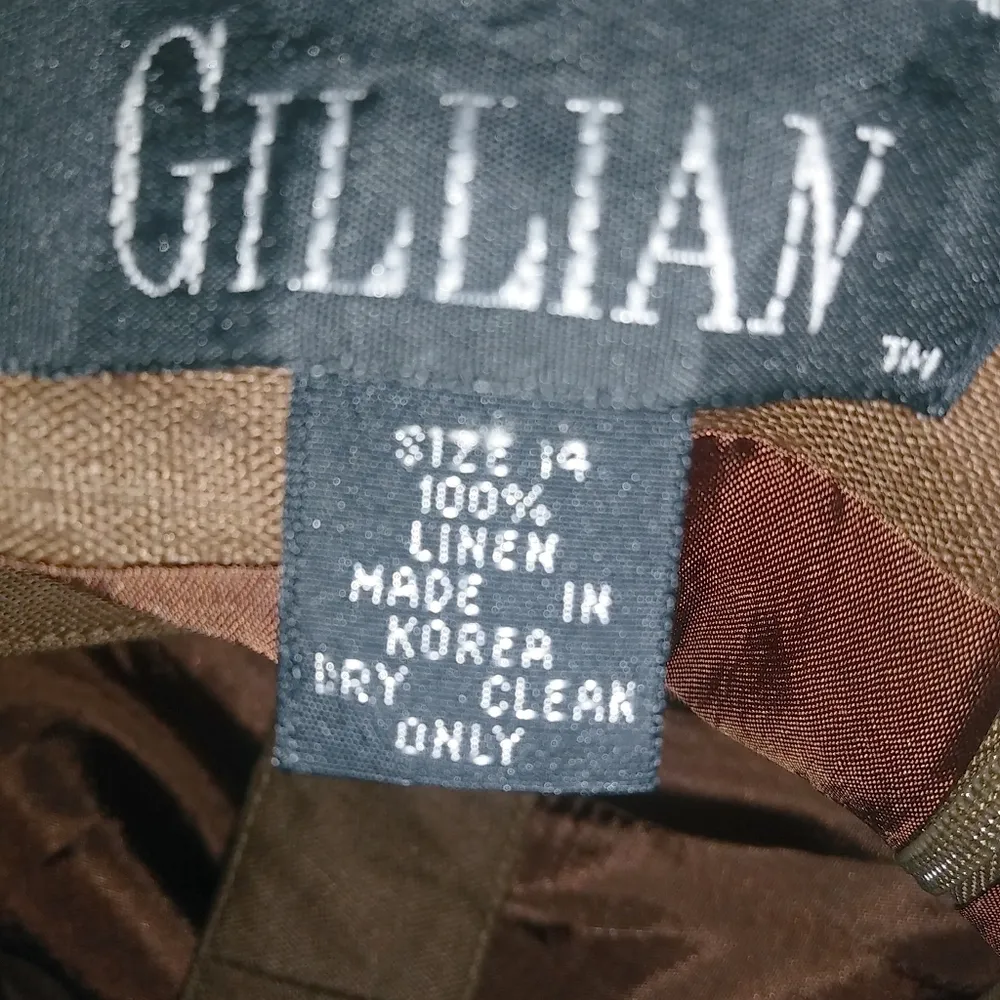 GILLIAN
TM
SIZE 14
100%
LINEN
MADE IN
KOREA
DRY CLEAN
ONLY